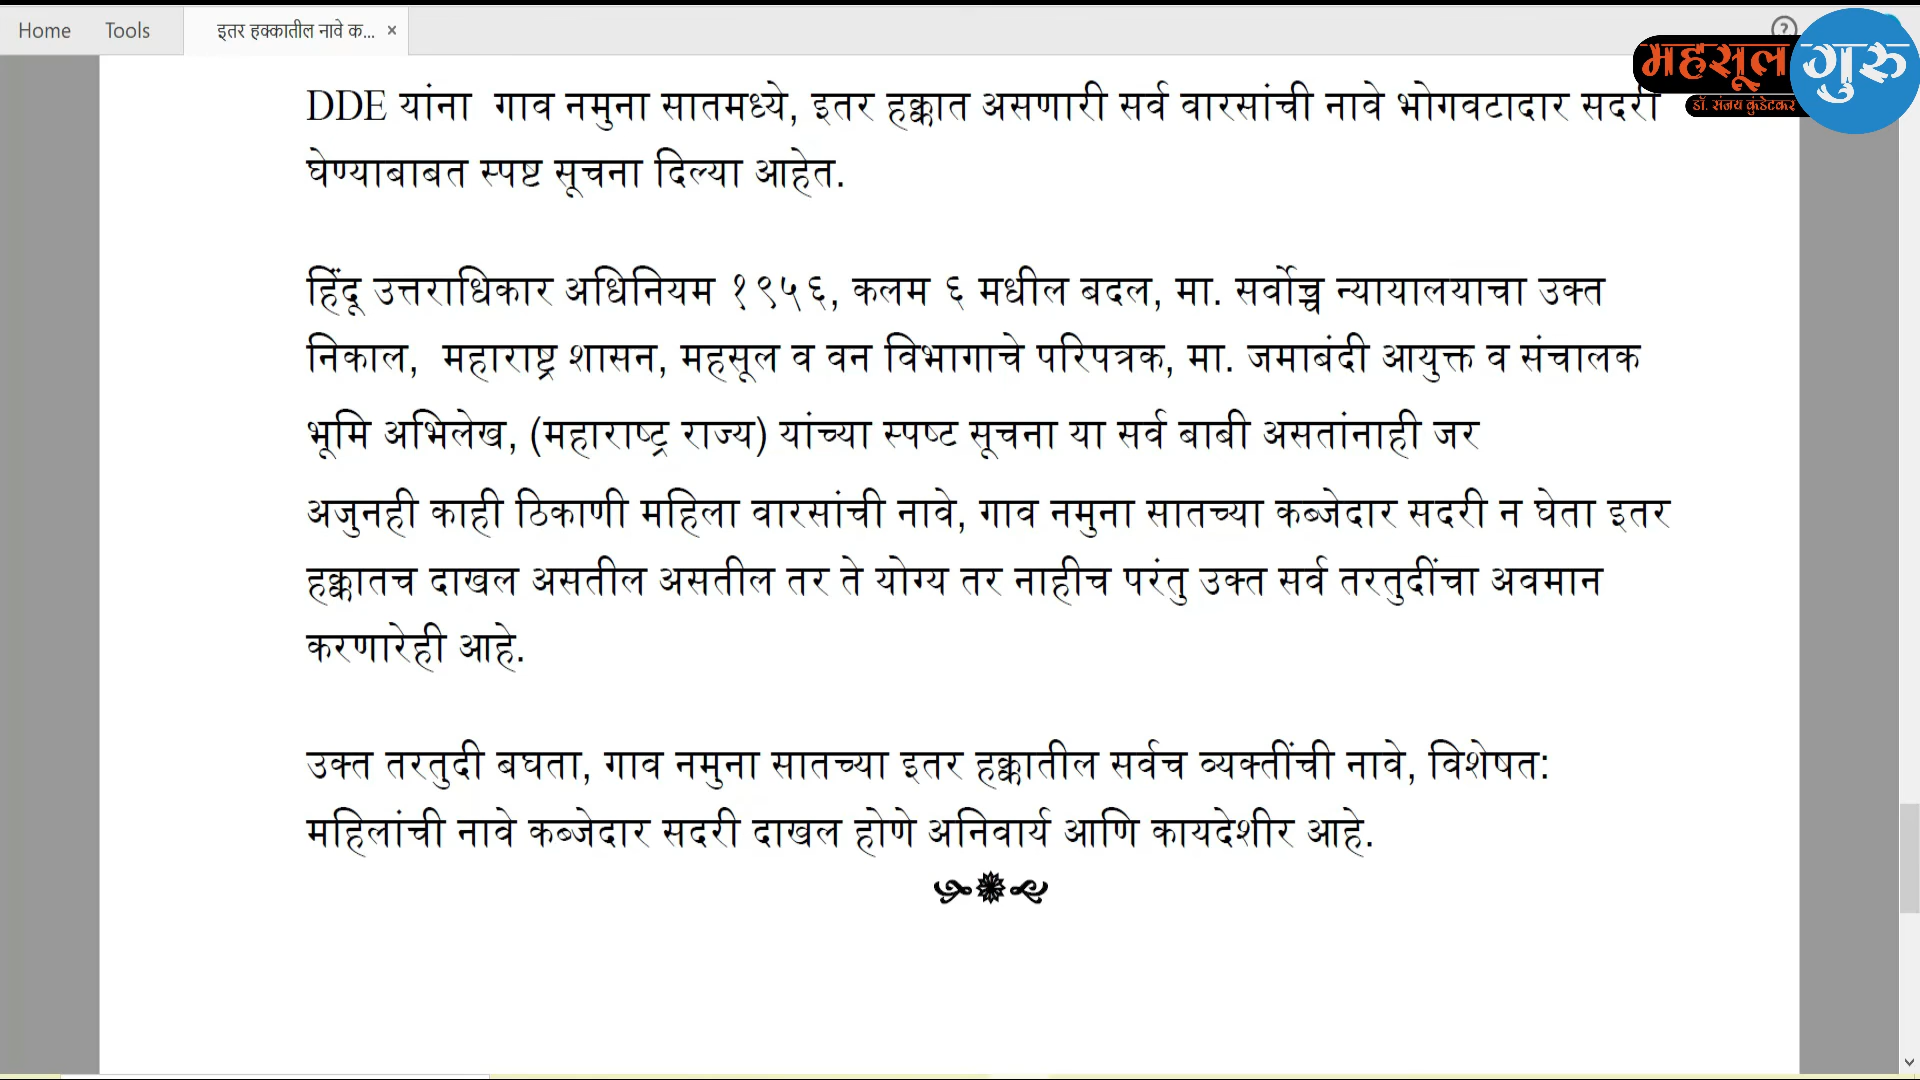 Home Tools इतर हक्कातील नावे क... ×
महसूल गुरु
डॉ. संजय कुंडेटकर
DDE यांना गाव नमुना सातमध्ये, इतर हक्कात असणारी सर्व वारसांची नावे भोगवटादार सदरी
घेण्याबाबत स्पष्ट सूचना दिल्या आहेत.
हिंदू उत्तराधिकार अधिनियम १९५६, कलम ६ मधील बदल, मा. सर्वोच्च न्यायालयाचा उक्त
निकाल, महाराष्ट्र शासन, महसूल व वन विभागाचे परिपत्रक, मा. जमाबंदी आयुक्त व संचालक
भूमि अभिलेख, (महाराष्ट्र राज्य) यांच्या स्पष्ट सूचना या सर्व बाबी असतांनाही जर
अजुनही काही ठिकाणी महिला वारसांची नावे, गाव नमुना सातच्या कब्जेदार सदरी न घेता इतर
हक्कातच दाखल असतील असतील तर ते योग्य तर नाहीच परंतु उक्त सर्व तरतुदींचा अवमान
करणारेही आहे.
उक्त तरतुदी बघता, गाव नमुना सातच्या इतर हक्कातील सर्वच व्यक्तींची नावे, विशेषत:
महिलांची नावे कब्जेदार सदरी दाखल होणे अनिवार्य आणि कायदेशीर आहे.